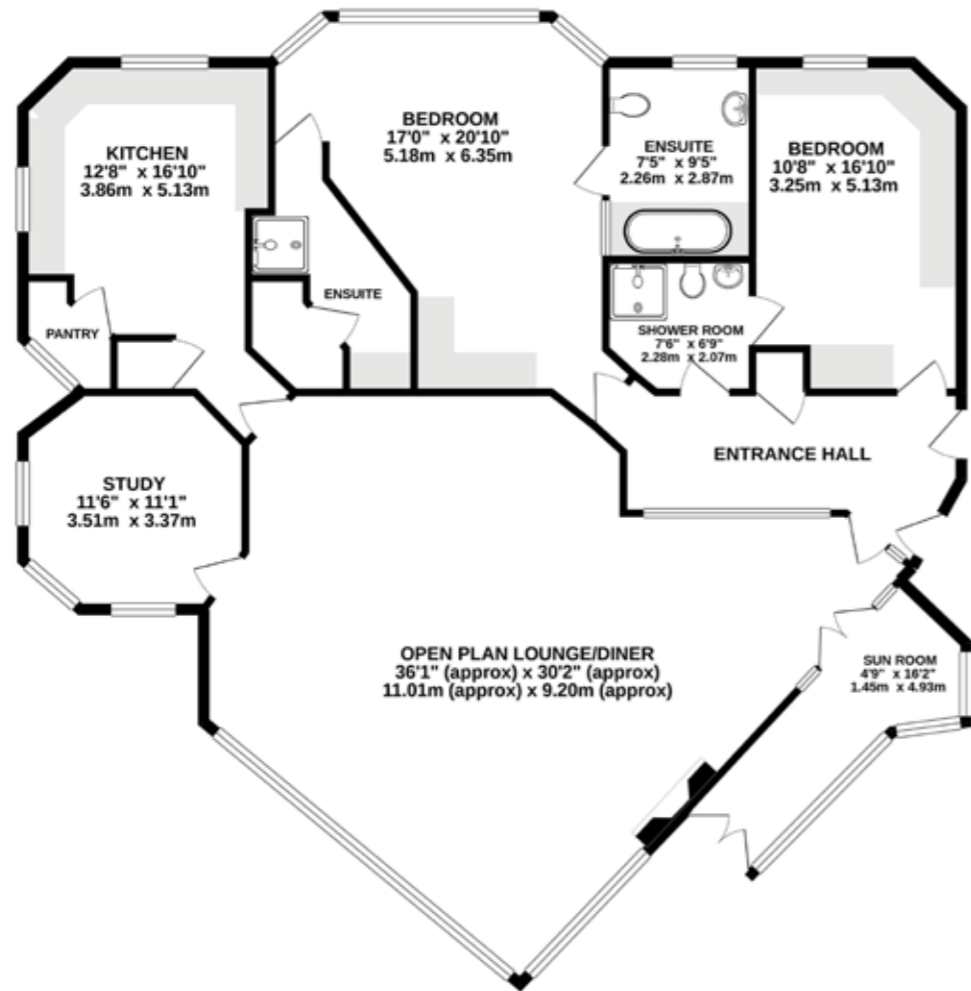 KITCHEN
12'8" x 16'10"
3.86m x 5.13m
BEDROOM
17'0" x 20'10"
5.18m x 6.35m
ENSUITE
7'5" x 9'5"
2.26m x 2.87m
BEDROOM
10'8" x 16'10"
3.25m x 5.13m
ENSUITE
PANTRY
SHOWER ROOM
7'6" x 6'9"
2.28m x 2.07m
ENTRANCE HALL
STUDY
11'6" x 11'1"
3.51m x 3.37m
OPEN PLAN LOUNGE/DINER
36'1" (approx) x 30'2" (approx)
11.01m (approx) x 9.20m (approx)
SUN ROOM
4'9" x 16'2"
1.45m x 4.93m